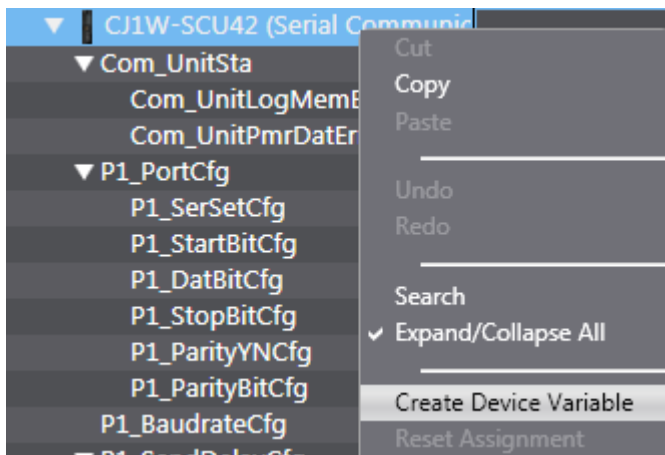 CJ1W-SCU42 (Serial Communic
Com_UnitSta
Com_UnitLogMemE
Com_UnitPmrDatEr
P1_PortCfg
P1_SerSetCfg
P1_StartBitCfg
P1_DatBitCfg
P1_StopBitCfg
P1_ParityYNCfg
P1_ParityBitCfg
P1_BaudrateCfg
P1_SendDelayCfg
Cut
Copy
Paste
Undo
Redo
Search
Expand/Collapse All
Create Device Variable
Reset Assignment